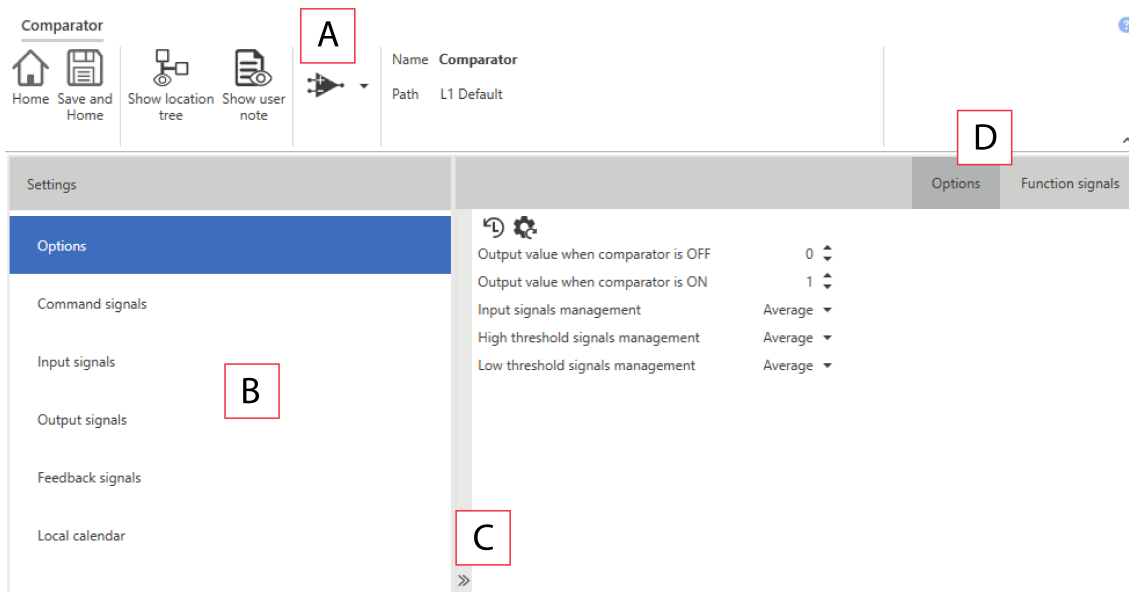 Comparator
A
?
Home
Save and
Home
Show location
tree
Show user
note
Name Comparator
Path L1 Default
D
Settings
Options Function signals
Options
Command signals
Input signals
B
Output signals
Feedback signals
Local calendar
C
Output value when comparator is OFF 0
Output value when comparator is ON 1
Input signals management Average
High threshold signals management Average
Low threshold signals management Average